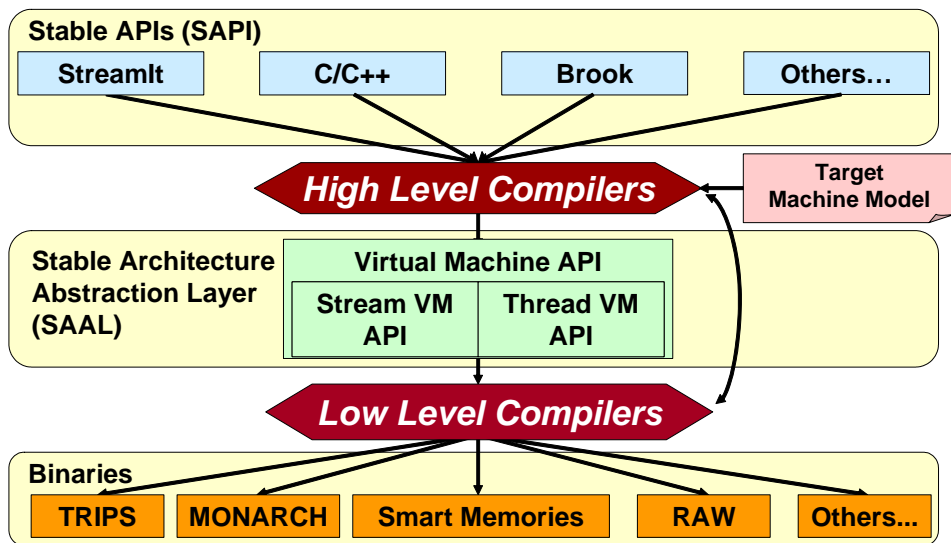 Stable APIs (SAPI)
StreamIt
C/C++
Brook
Others…
High Level Compilers
Target
Machine Model
Stable Architecture
Abstraction Layer
(SAAL)
Virtual Machine API
Stream VM
API
Thread VM
API
Low Level Compilers
Binaries
TRIPS
MONARCH
Smart Memories
RAW
Others...